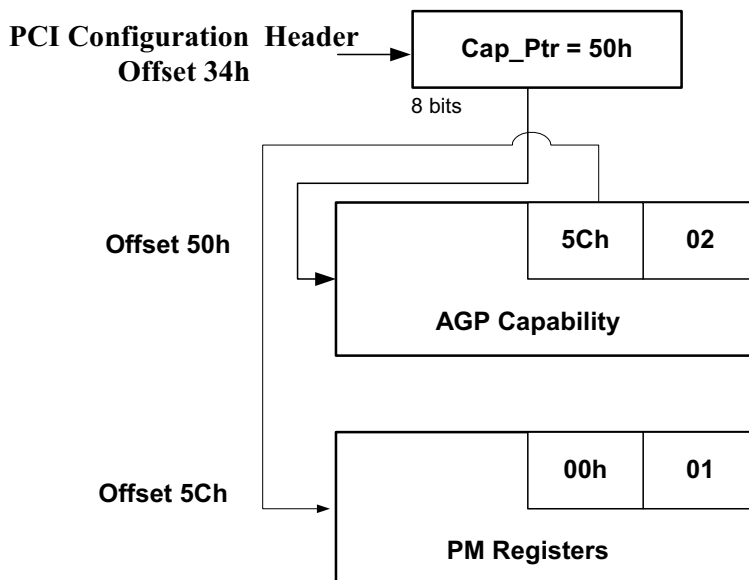 PCI Configuration Header
Offset 34h
Cap_Ptr = 50h
8 bits
Offset 50h
5Ch
02
AGP Capability
Offset 5Ch
00h
01
PM Registers